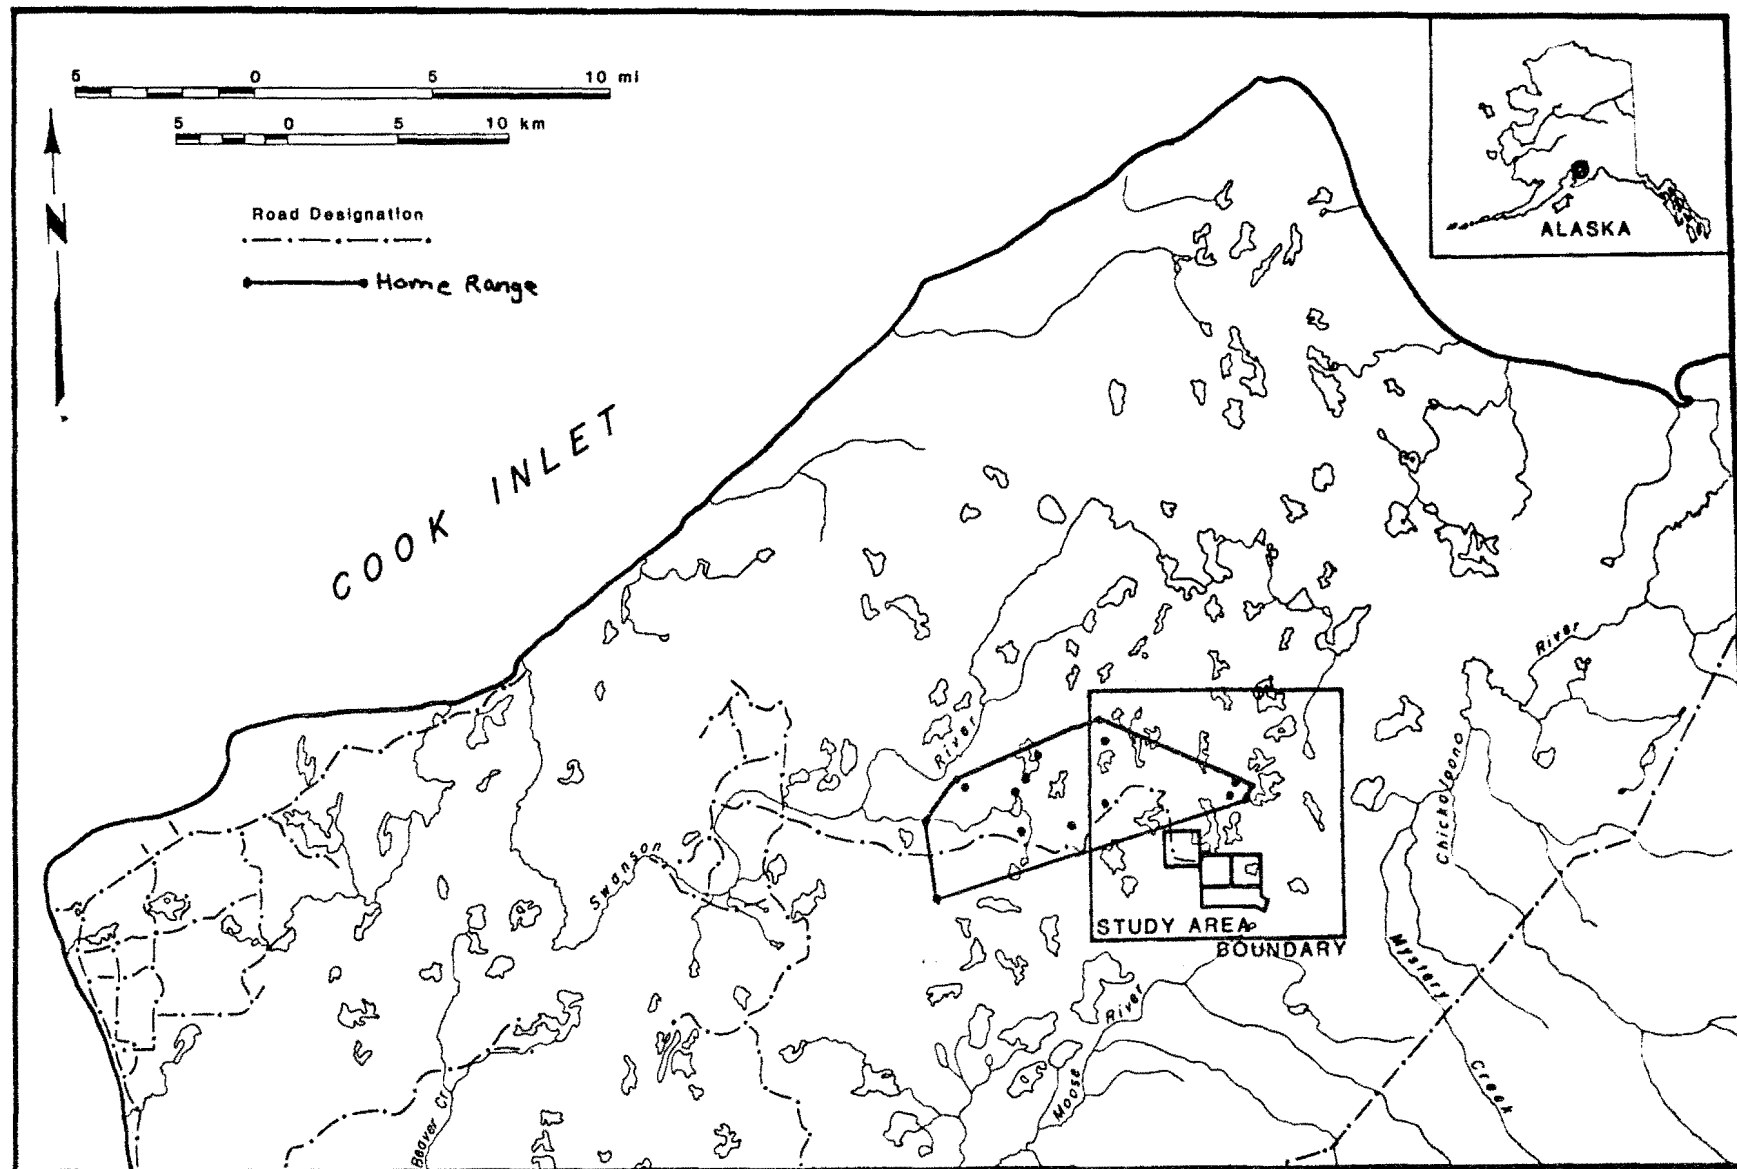 5 0 5 10 mi
5 0 5 10 km
N
Road Designation
Home Range
ALASKA
COOK INLET
River
River
Chickaloono
Swanson
STUDY AREA
BOUNDARY
Mystery
River
Moose
Creek
Beaver Cr